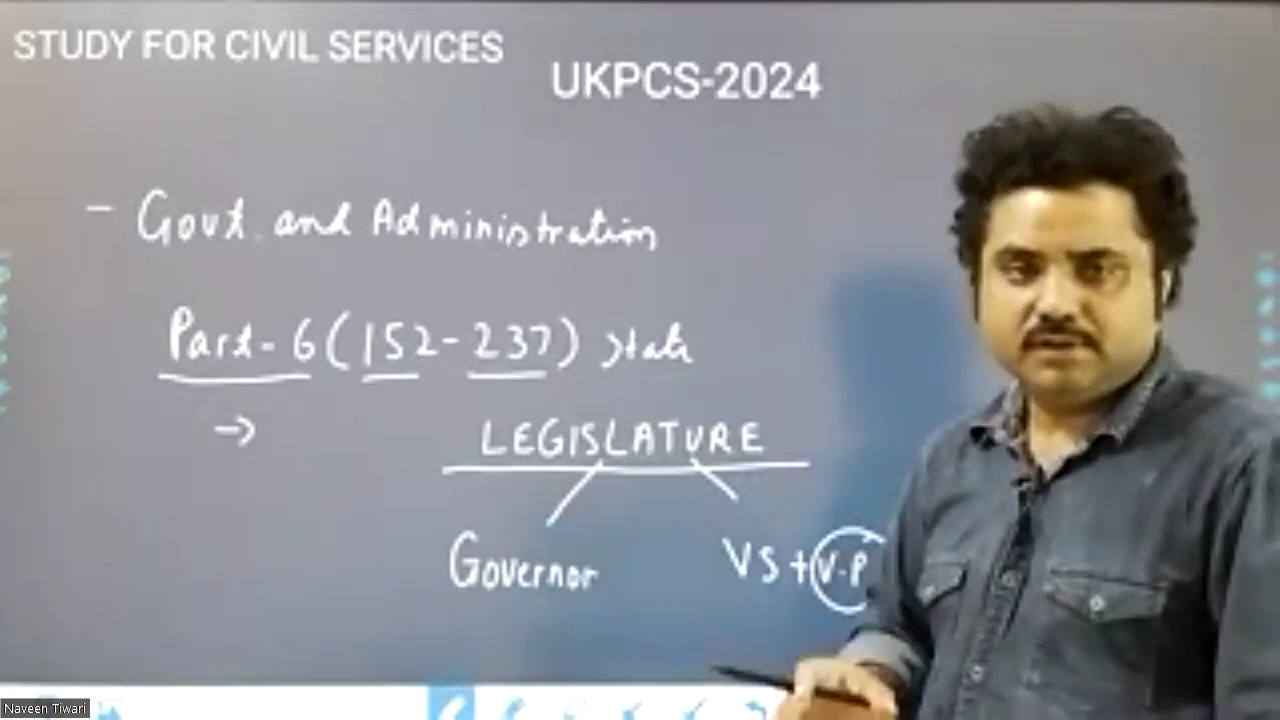 STUDY FOR CIVIL SERVICES
UKPCS-2024
- Govt. and Administration
Part-6 (152-237) State
→ LEGISLATURE
Governor VS + V-P
Naveen Tiwari